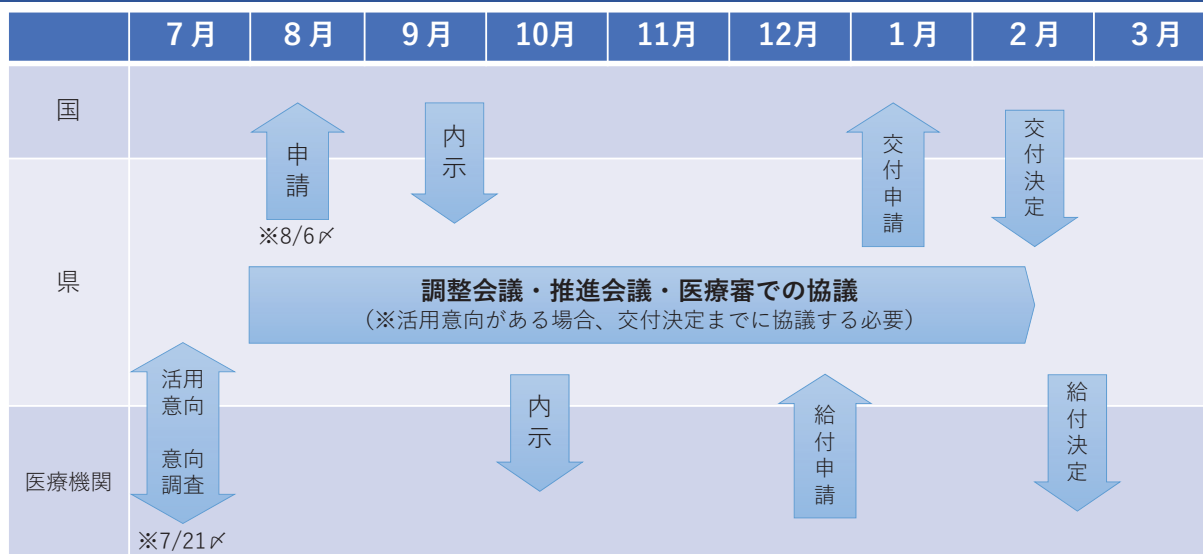 7月 8月 9月 10月 11月 12月 1月 2月 3月
国
申請
※8/6〆
内示
交付申請
交付決定
県
調整会議・推進会議・医療審での協議
（※活用意向がある場合、交付決定までに協議する必要）
活用
意向
意向
調査
※7/21〆
内示
給付申請
給付決定
医療機関